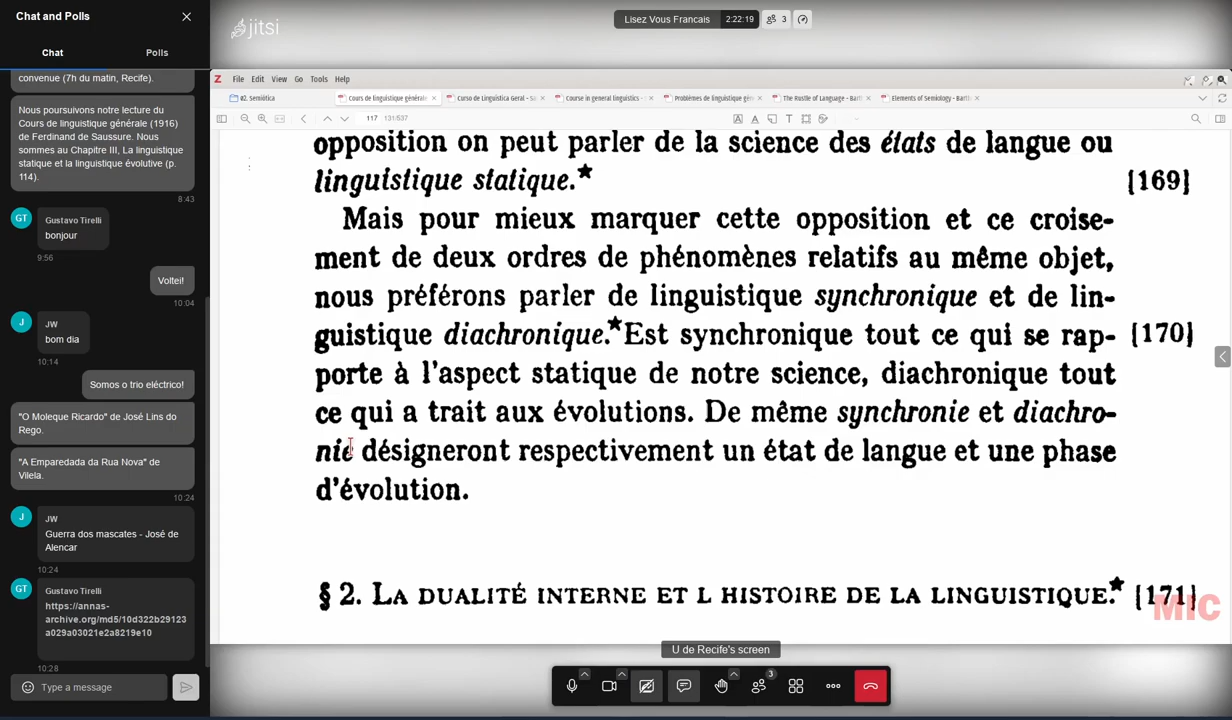 Chat and Polls
Chat
Polls
convenue (7h du matin, Recife).
Nous poursuivons notre lecture du
Cours de linguistique générale (1916)
de Ferdinand de Saussure. Nous
sommes au Chapitre III, La linguistique
statique et la linguistique évolutive (p.
114).
8:43
GT
Gustavo Tirelli
bonjour
9:56
Voltei!
10:04
J
JW
bom dia
10:14
Somos o trio eléctrico!
"O Moleque Ricardo" de José Lins do
Rego.
"A Emparedada da Rua Nova" de
Vilela.
10:24
J
JW
Guerra dos mascates - José de
Alencar
10:24
GT
Gustavo Tirelli
https://annas-
archive.org/md5/10d322b29123
a029a03021e2a8219e10
10:28
Type a message
jitsi
Lisez Vous Francais
2:22:19
3
Z File Edit View Go Tools Help
02. Semiótica
Cours de linguistique générale
Curso de Linguística Geral - Sa
Course in general linguistics -
Problèmes de linguistique gén
The Rustle of Language - Bart
Elements of Semiology - Barth
117 131/537
opposition on peut parler de la science des états de langue ou
linguistique statique.★ [169]
Mais pour mieux marquer cette opposition et ce croise-
ment de deux ordres de phénomènes relatifs au même objet,
nous préférons parler de linguistique synchronique et de lin-
guistique diachronique.★ Est synchronique tout ce qui se rap- [170]
porte à l'aspect statique de notre science, diachronique tout
ce qui a trait aux évolutions. De même synchronie et diachro-
nie désigneront respectivement un état de langue et une phase
d'évolution.
§ 2. LA DUALITÉ INTERNE ET L HISTOIRE DE LA LINGUISTIQUE.★ [171]
MIC
U de Recife's screen
3